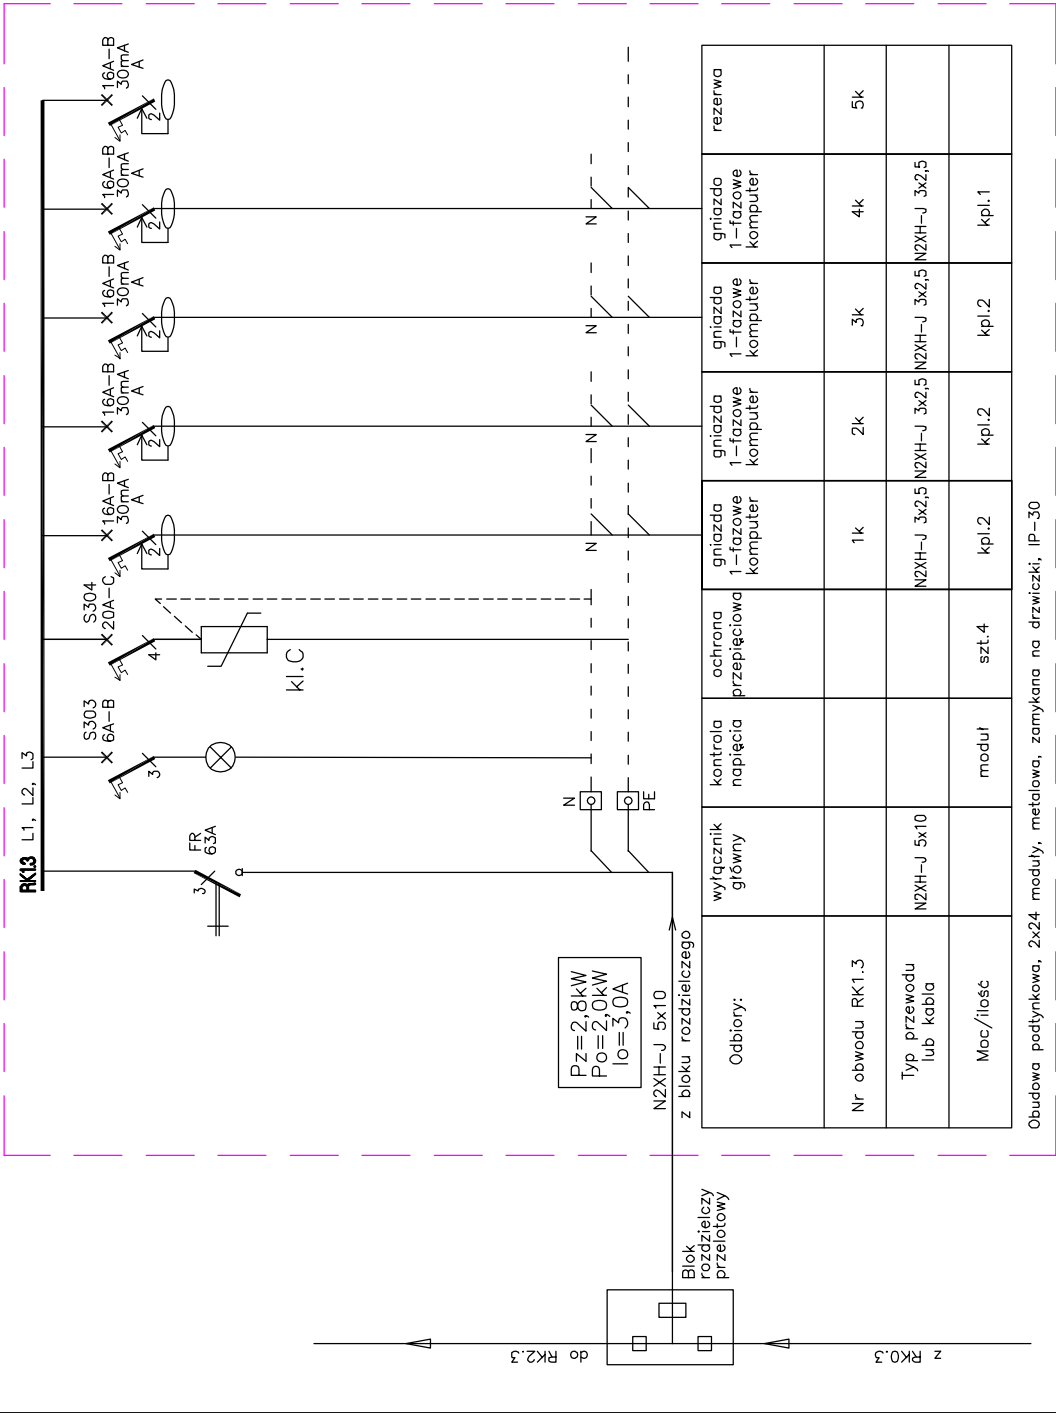 RK1.3 L1, L2, L3
FR
63A
3
S303
6A-B
3
S304
20A-C
4
kl.C
16A-B
30mA
A
2
16A-B
30mA
A
2
16A-B
30mA
A
2
16A-B
30mA
A
2
16A-B
30mA
A
2
N
PE
N
N
N
N
Pz=2,8kW
Po=2,0kW
Io=3,0A
N2XH-J 5x10
z bloku rozdzielczego
Blok
rozdzielczy
przelotowy
do RK2.3
z RK0.3
Odbiory:
wyłącznik
główny
kontrola
napięcia
ochrona
przepięciowa
gniazda
1-fazowe
komputer
gniazda
1-fazowe
komputer
gniazda
1-fazowe
komputer
gniazdo
1-fazowe
komputer
rezerwa
Nr obwodu RK1.3
1k
2k
3k
4k
5k
Typ przewodu
lub kabla
N2XH-J 5x10
N2XH-J 3x2,5
N2XH-J 3x2,5
N2XH-J 3x2,5
N2XH-J 3x2,5
Moc/ilość
moduł
szt.4
kpl.2
kpl.2
kpl.2
kpl.1
Obudowa podtynkowa, 2x24 moduły, metalowa, zamykana na drzwiczki, IP-30